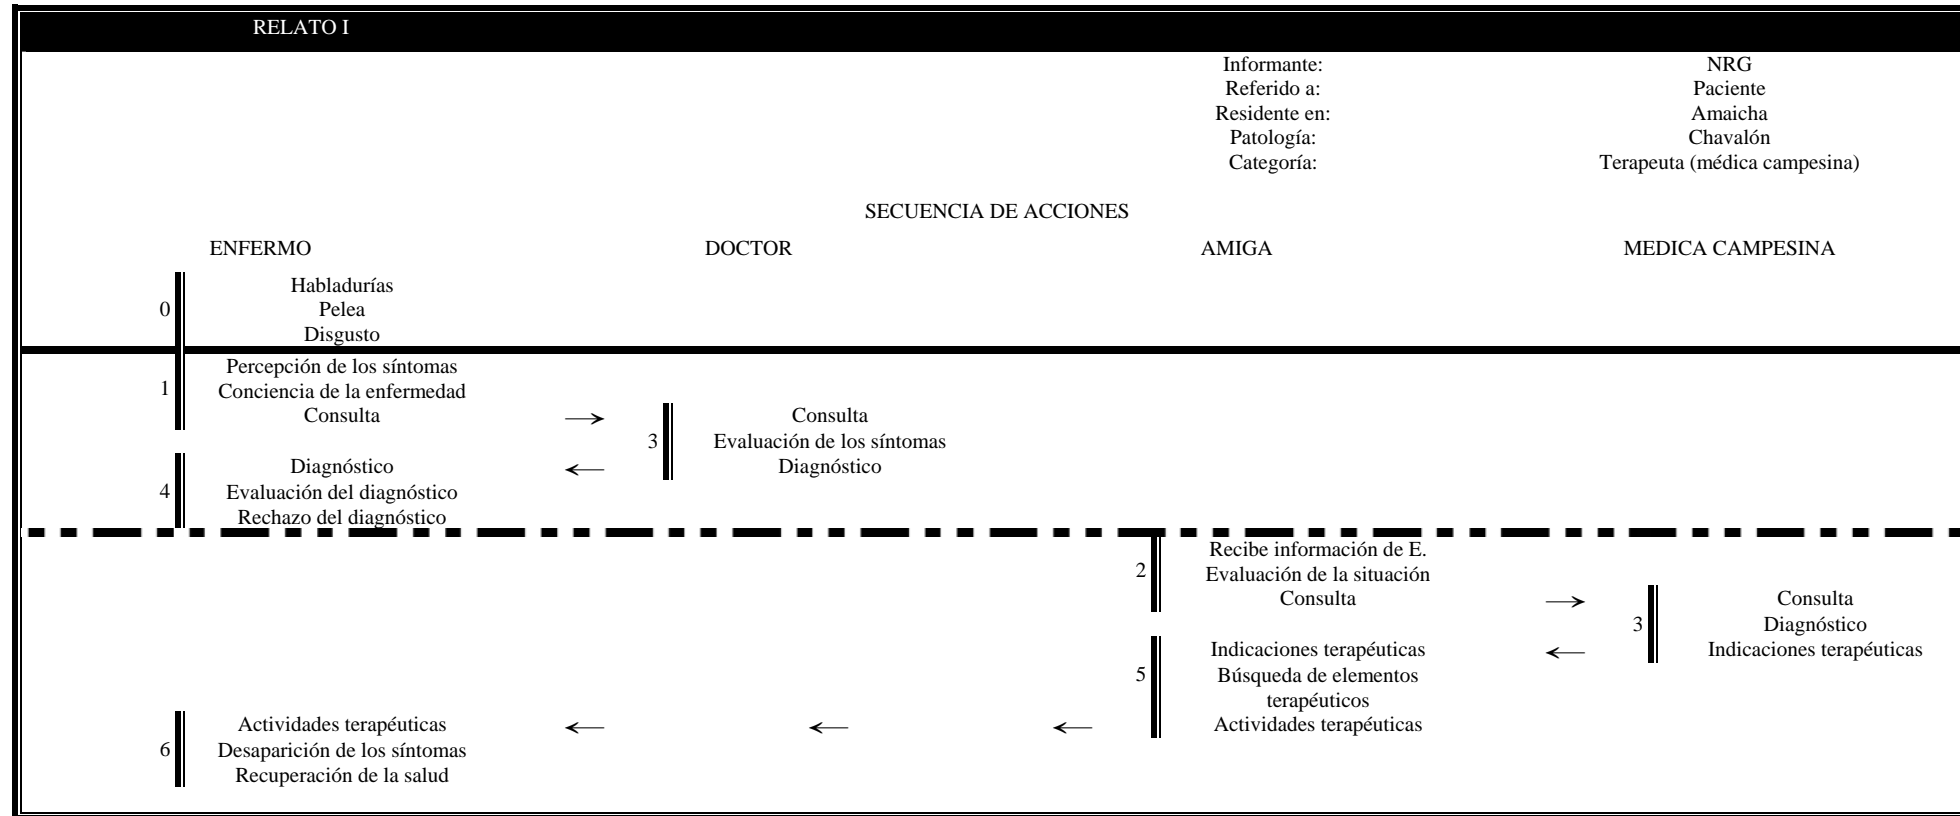 RELATO I
Informante: NRG
Referido a: Paciente
Residente en: Amaicha
Patología: Chavalón
Categoría: Terapeuta (médica campesina)
SECUENCIA DE ACCIONES
ENFERMO DOCTOR AMIGA MEDICA CAMPESINA
Habladurías
0 Pelea
Disgusto
Percepción de los síntomas
1 Conciencia de la enfermedad
Consulta → Consulta
3 Evaluación de los síntomas
Diagnóstico ← Diagnóstico
4 Evaluación del diagnóstico
Rechazo del diagnóstico
Recibe información de E.
2 Evaluación de la situación
Consulta → Consulta
3 Diagnóstico
Indicaciones terapéuticas ← Indicaciones terapéuticas
5 Búsqueda de elementos
terapéuticos
Actividades terapéuticas ← ← ← Actividades terapéuticas
6 Desaparición de los síntomas
Recuperación de la salud